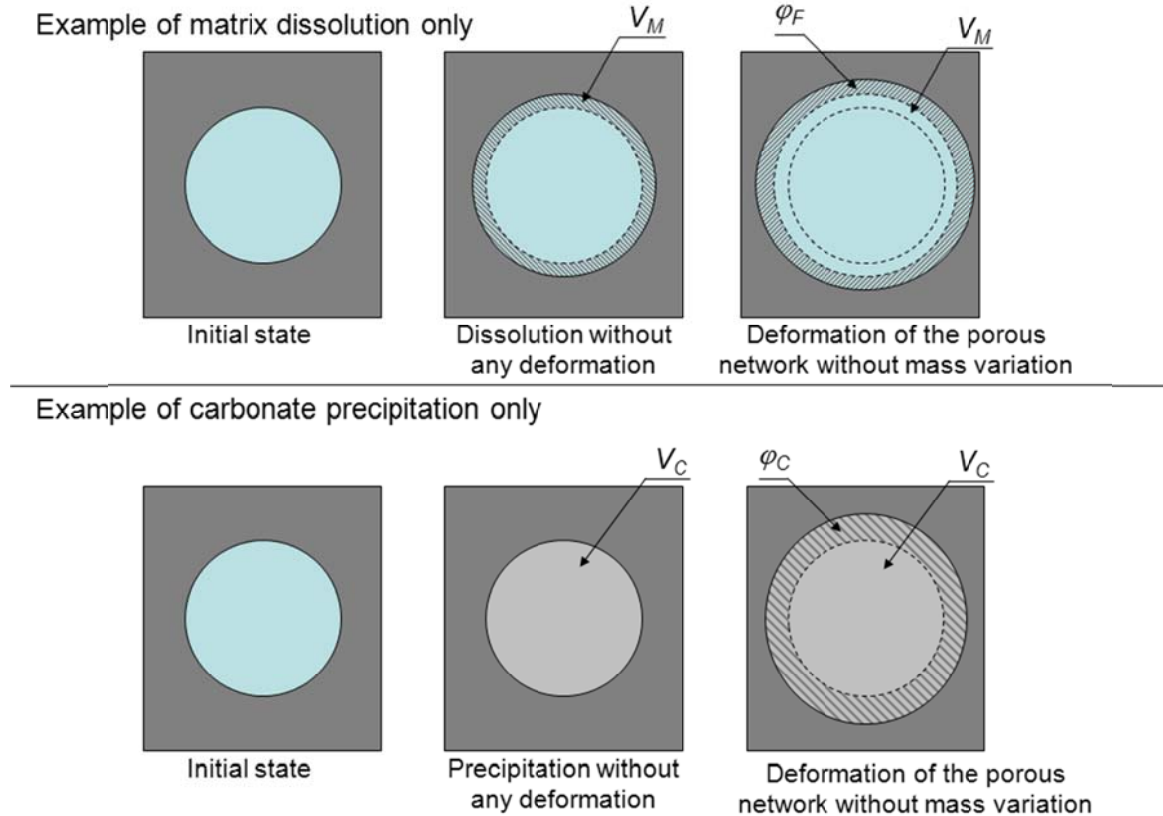 Example of matrix dissolution only
V_M
φ_F
V_M
Initial state
Dissolution without
any deformation
Deformation of the porous
network without mass variation
Example of carbonate precipitation only
V_C
φ_C
V_C
Initial state
Precipitation without
any deformation
Deformation of the porous
network without mass variation